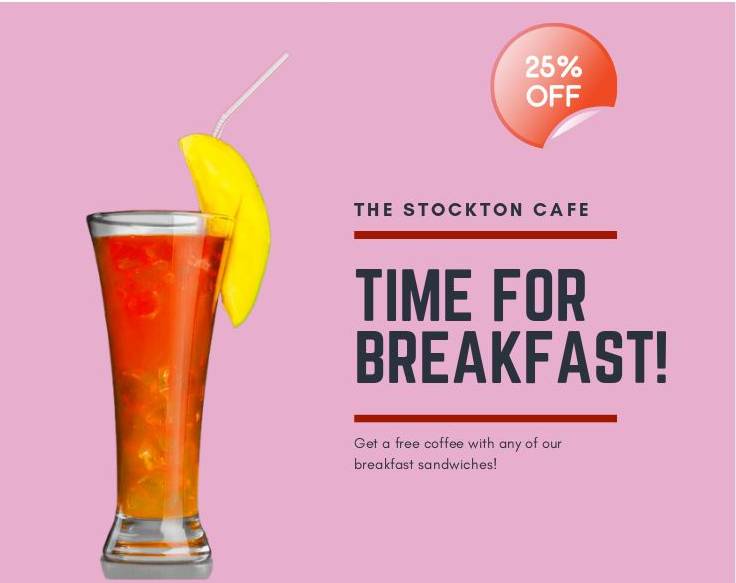 25%
OFF
THE STOCKTON CAFE
TIME FOR
BREAKFAST!
Get a free coffee with any of our
breakfast sandwiches!